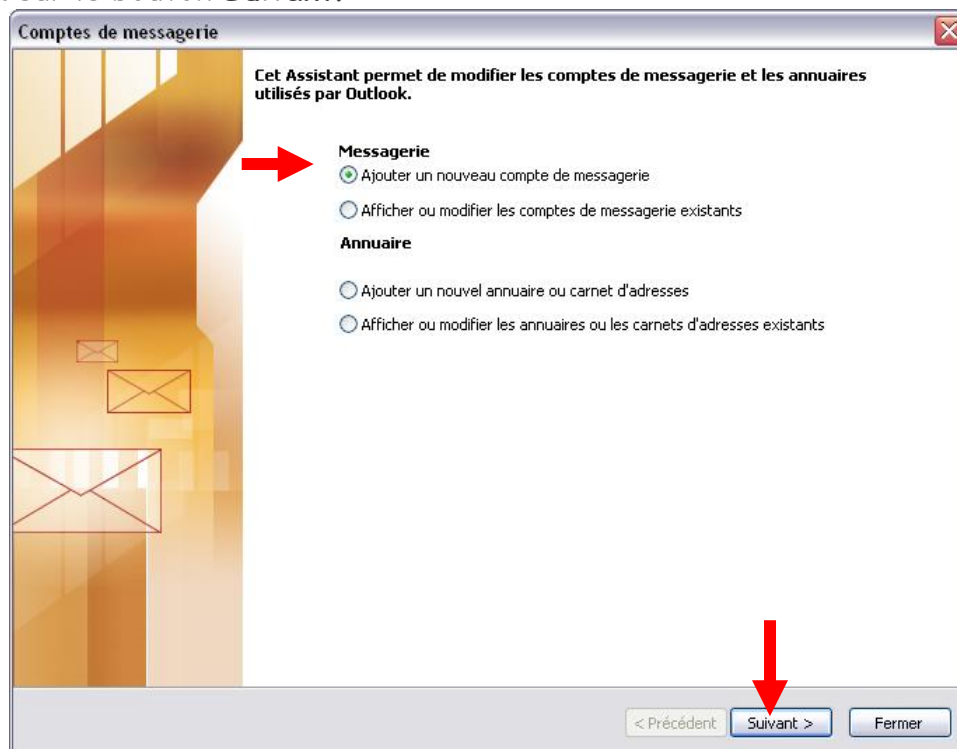 Comptes de messagerie
Cet Assistant permet de modifier les comptes de messagerie et les annuaires
utilisés par Outlook.
Messagerie
Ajouter un nouveau compte de messagerie
Afficher ou modifier les comptes de messagerie existants
Annuaire
Ajouter un nouvel annuaire ou carnet d'adresses
Afficher ou modifier les annuaires ou les carnets d'adresses existants
< Précédent Suivant > Fermer